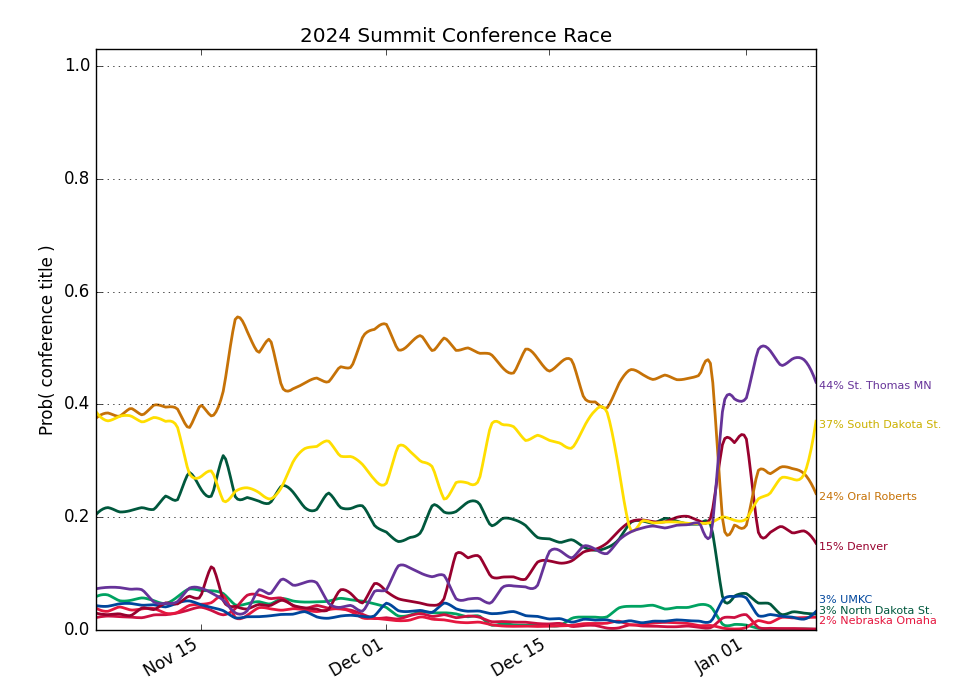 2024 Summit Conference Race
Prob( conference title )
1.0
0.8
0.6
0.4
0.2
0.0
Nov 15
Dec 01
Dec 15
Jan 01
44% St. Thomas MN
37% South Dakota St.
24% Oral Roberts
15% Denver
3% UMKC
3% North Dakota St.
2% Nebraska Omaha